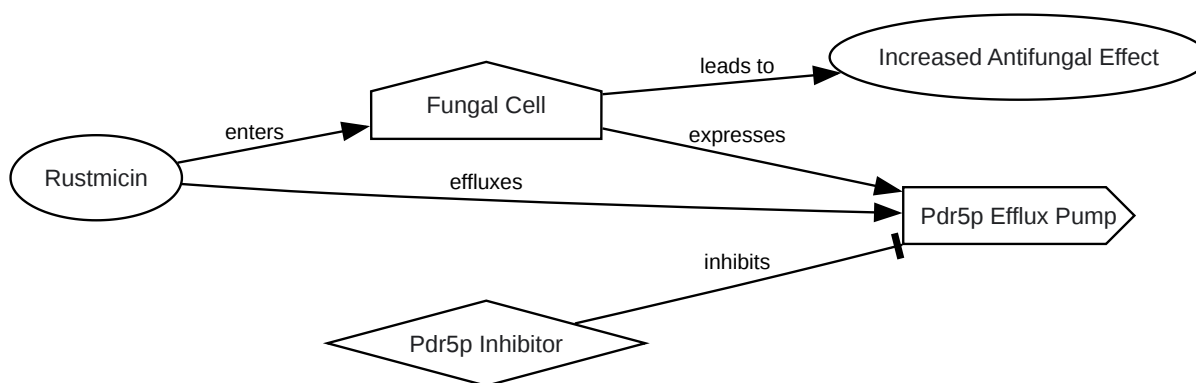 leads to
Increased Antifungal Effect
Fungal Cell
enters
expresses
Rustmicin
effluxes
Pdr5p Efflux Pump
inhibits
Pdr5p Inhibitor